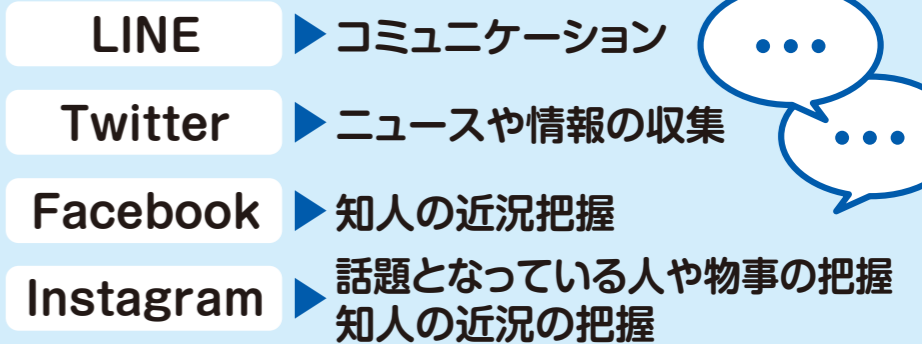 LINE ▶ コミュニケーション
Twitter ▶ ニュースや情報の収集
Facebook ▶ 知人の近況把握
Instagram ▶ 話題となっている人や物事の把握
知人の近況の把握